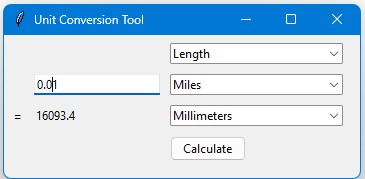 Unit Conversion Tool
Length
0.01 Miles
= 16093.4 Millimeters
Calculate